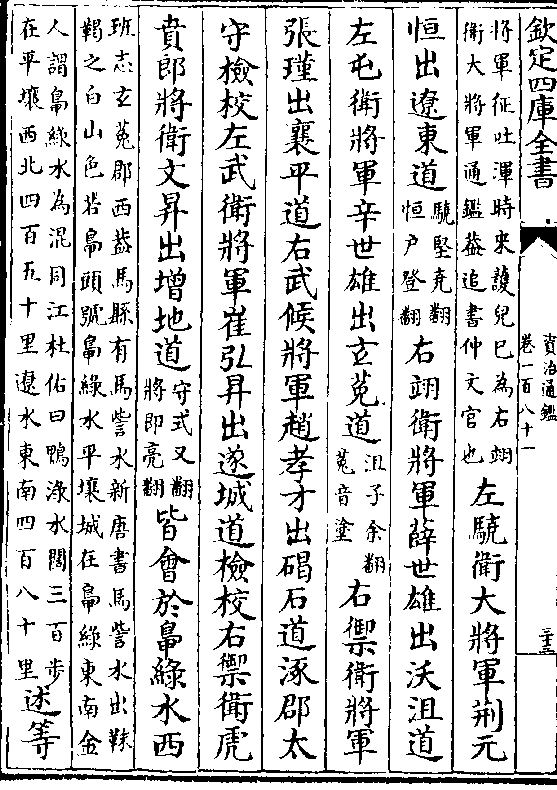 欽定四庫全書
資治通鑑
卷一百八十一
將軍征吐渾時來護兒已為右翊
衛大將軍通鑑蓋追書仲文官也
左驍衛大將軍荆元
恒出遼東道
驍堅堯翻
恒户登翻
右翊衛將軍薛世雄出沃沮道
左屯衛將軍辛世雄出玄菟道
沮子余翻
菟音塗
右禦衛將軍
張瑾出襄平道右武候將軍趙孝才出碣石道涿郡太
守檢校左武衛將軍崔弘昇出遂城道檢校右禦衛虎
賁郎將衛文昇出增地道
守式又翻
將即亮翻
皆會於鴨綠水西
班志玄菟郡西蓋馬縣有馬訾水新唐書馬訾水出靺
鞨之白山色若鴨頭號鴨綠水平壤城在鴨綠東南金
人謂鴨綠水為混同江杜佑曰鴨淥水闊三百步
在平壤西北四百五十里遼水東南四百八十里
述等